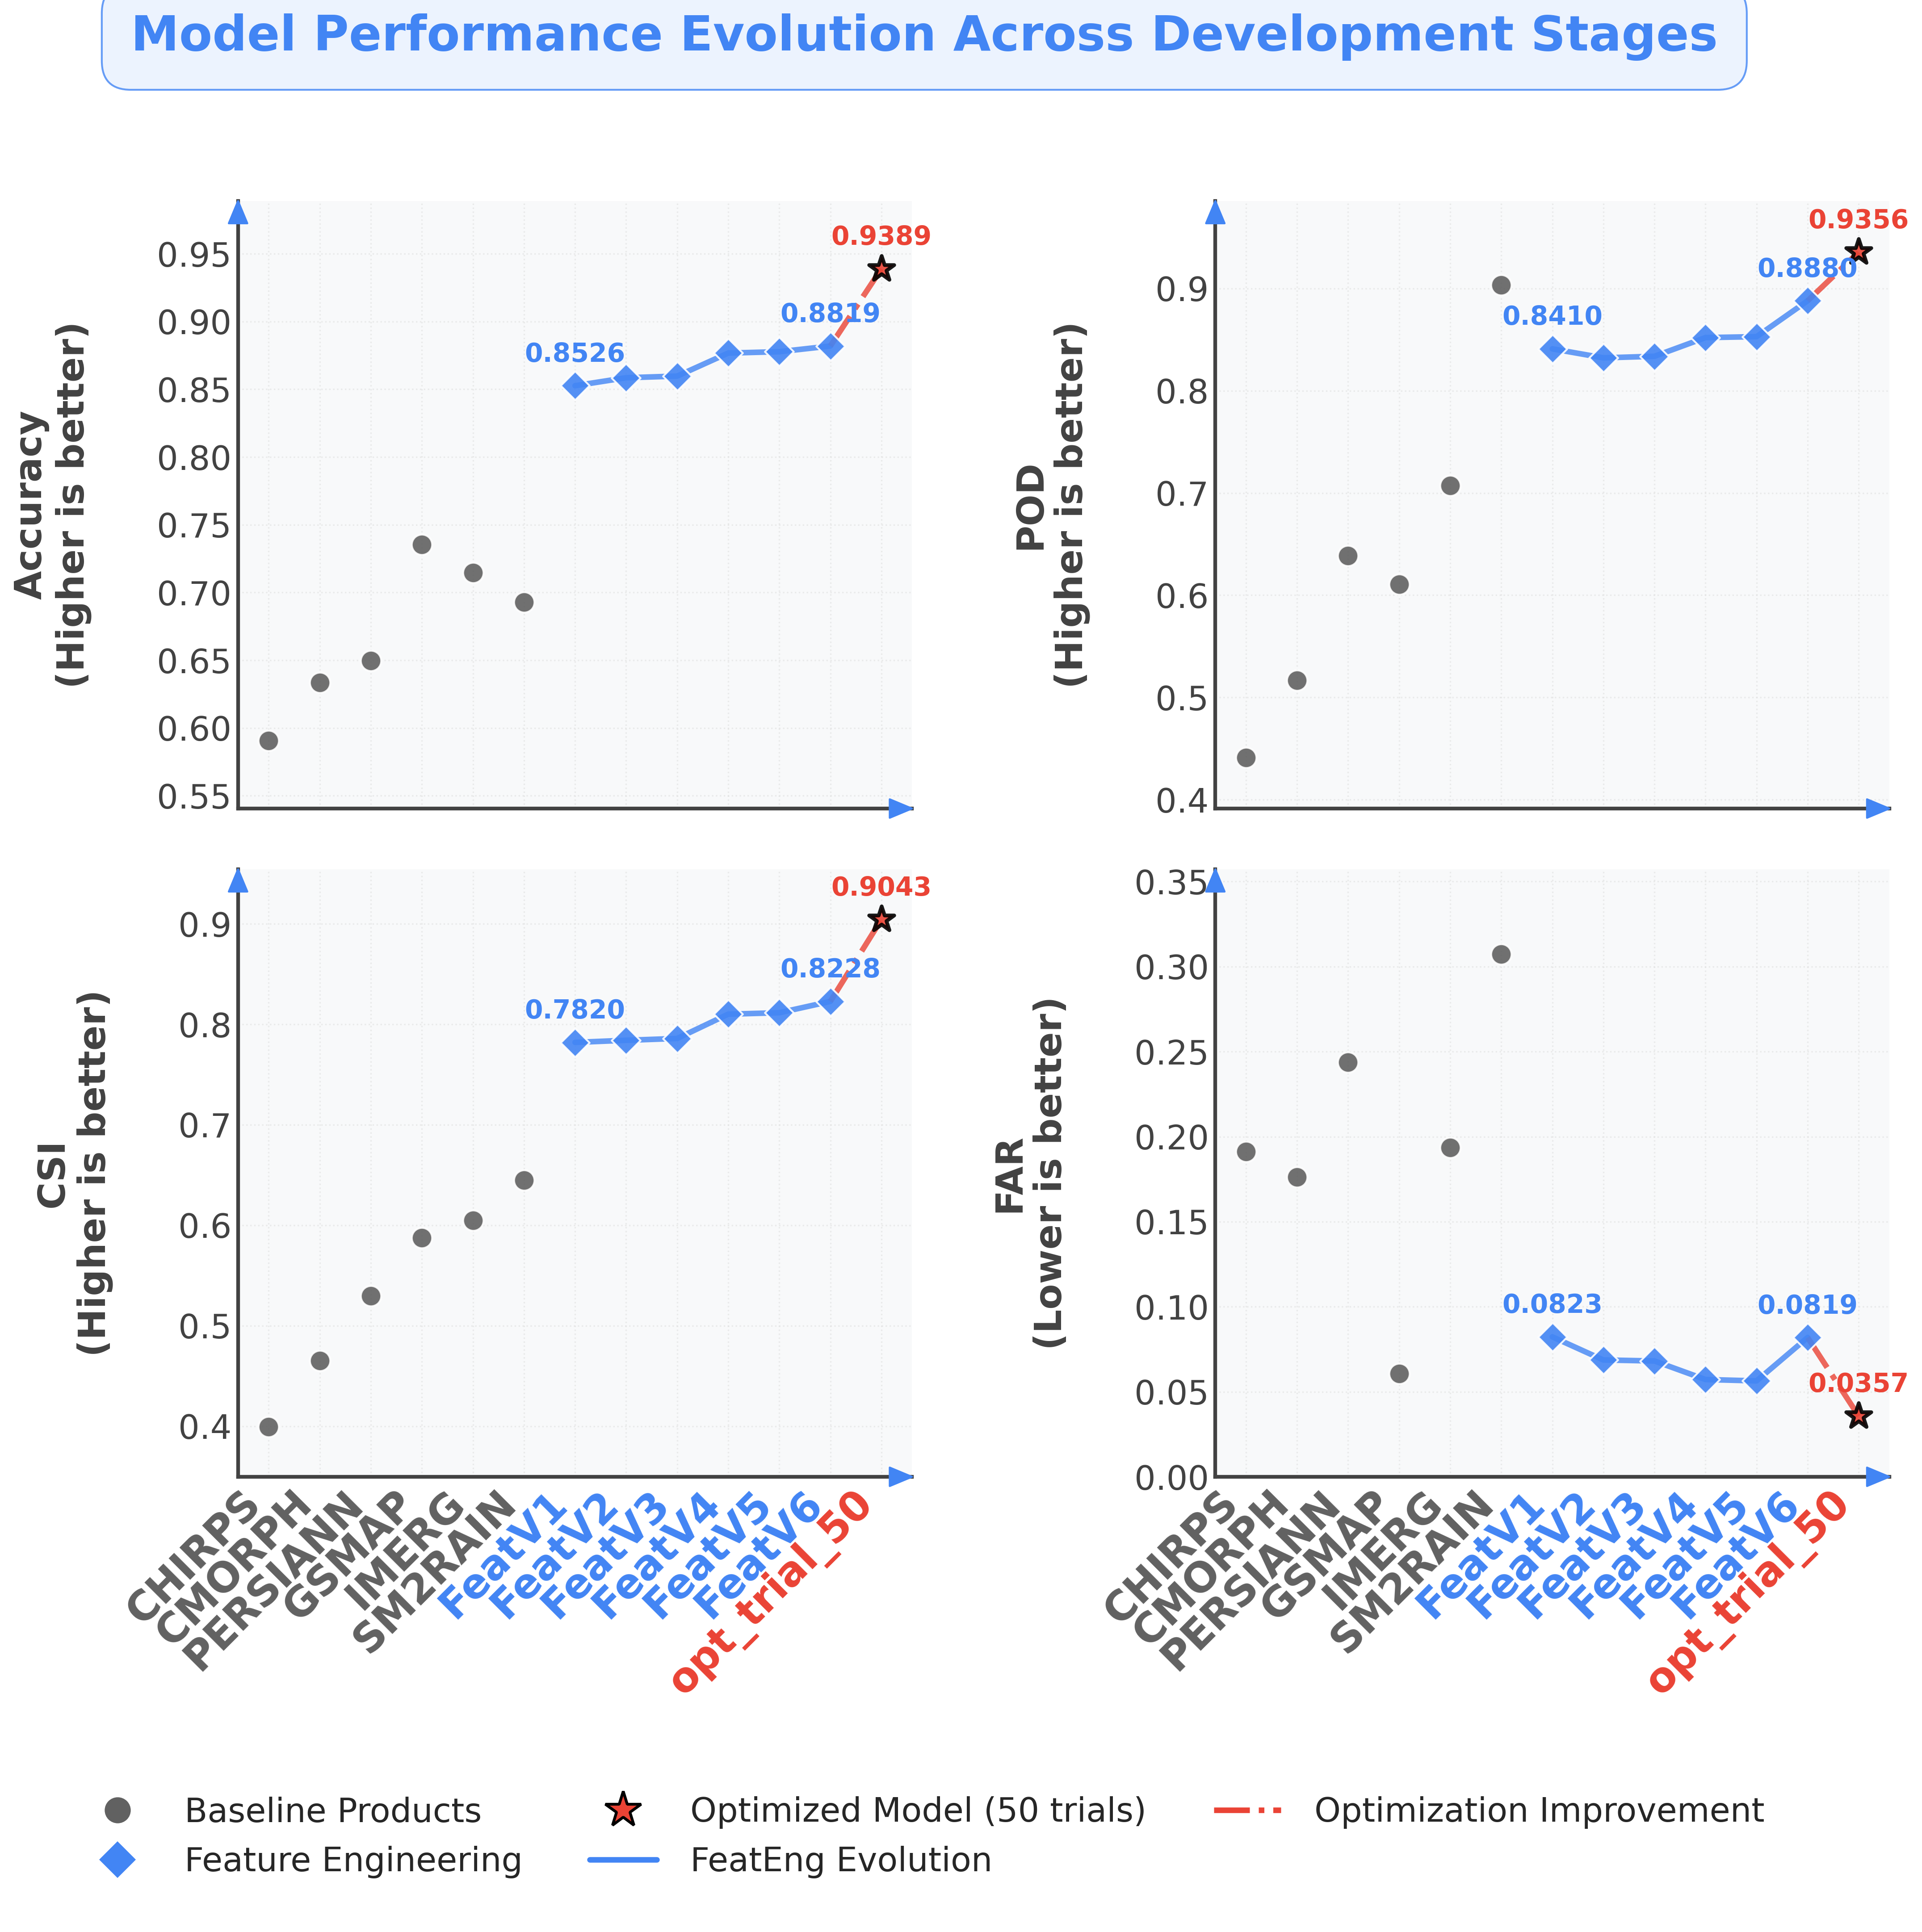 Model Performance Evolution Across Development Stages
Accuracy
(Higher is better)
0.95
0.90
0.85
0.80
0.75
0.70
0.65
0.60
0.55
0.8526
0.8819
0.9389
POD
(Higher is better)
0.9
0.8
0.7
0.6
0.5
0.4
0.8410
0.8880
0.9356
CSI
(Higher is better)
0.9
0.8
0.7
0.6
0.5
0.4
0.7820
0.8228
0.9043
CHIRPS
CMORPH
PERSIANN
GSMAP
IMERG
SM2RAIN
FeatV1
FeatV2
FeatV3
FeatV4
FeatV5
FeatV6
opt_trial_50
FAR
(Lower is better)
0.35
0.30
0.25
0.20
0.15
0.10
0.05
0.00
0.0823
0.0819
0.0357
CHIRPS
CMORPH
PERSIANN
GSMAP
IMERG
SM2RAIN
FeatV1
FeatV2
FeatV3
FeatV4
FeatV5
FeatV6
opt_trial_50
Baseline Products
Feature Engineering
Optimized Model (50 trials)
FeatEng Evolution
Optimization Improvement